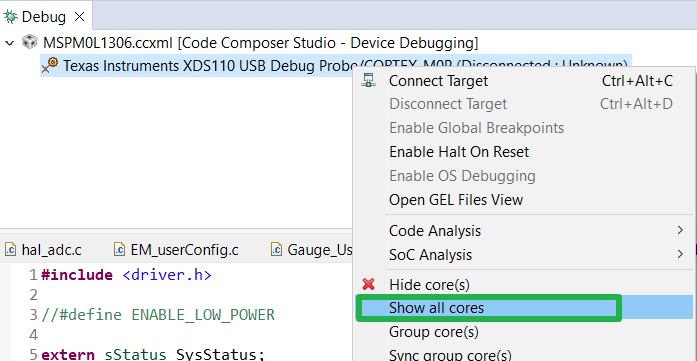 Debug
MSPM0L1306.ccxml [Code Composer Studio - Device Debugging]
Texas Instruments XDS110 USB Debug Probe/CORTEX_M0P (Disconnected : Unknown)
Connect Target Ctrl+Alt+C
Disconnect Target Ctrl+Alt+D
Enable Global Breakpoints
Enable Halt On Reset
Enable OS Debugging
Open GEL Files View
Code Analysis
SoC Analysis
Hide core(s)
Show all cores
Group core(s)
Sync group core(s)
hal_adc.c EM_userConfig.c Gauge_Us
1 #include <driver.h>
2
3 //#define ENABLE_LOW_POWER
4
5 extern sStatus SysStatus;